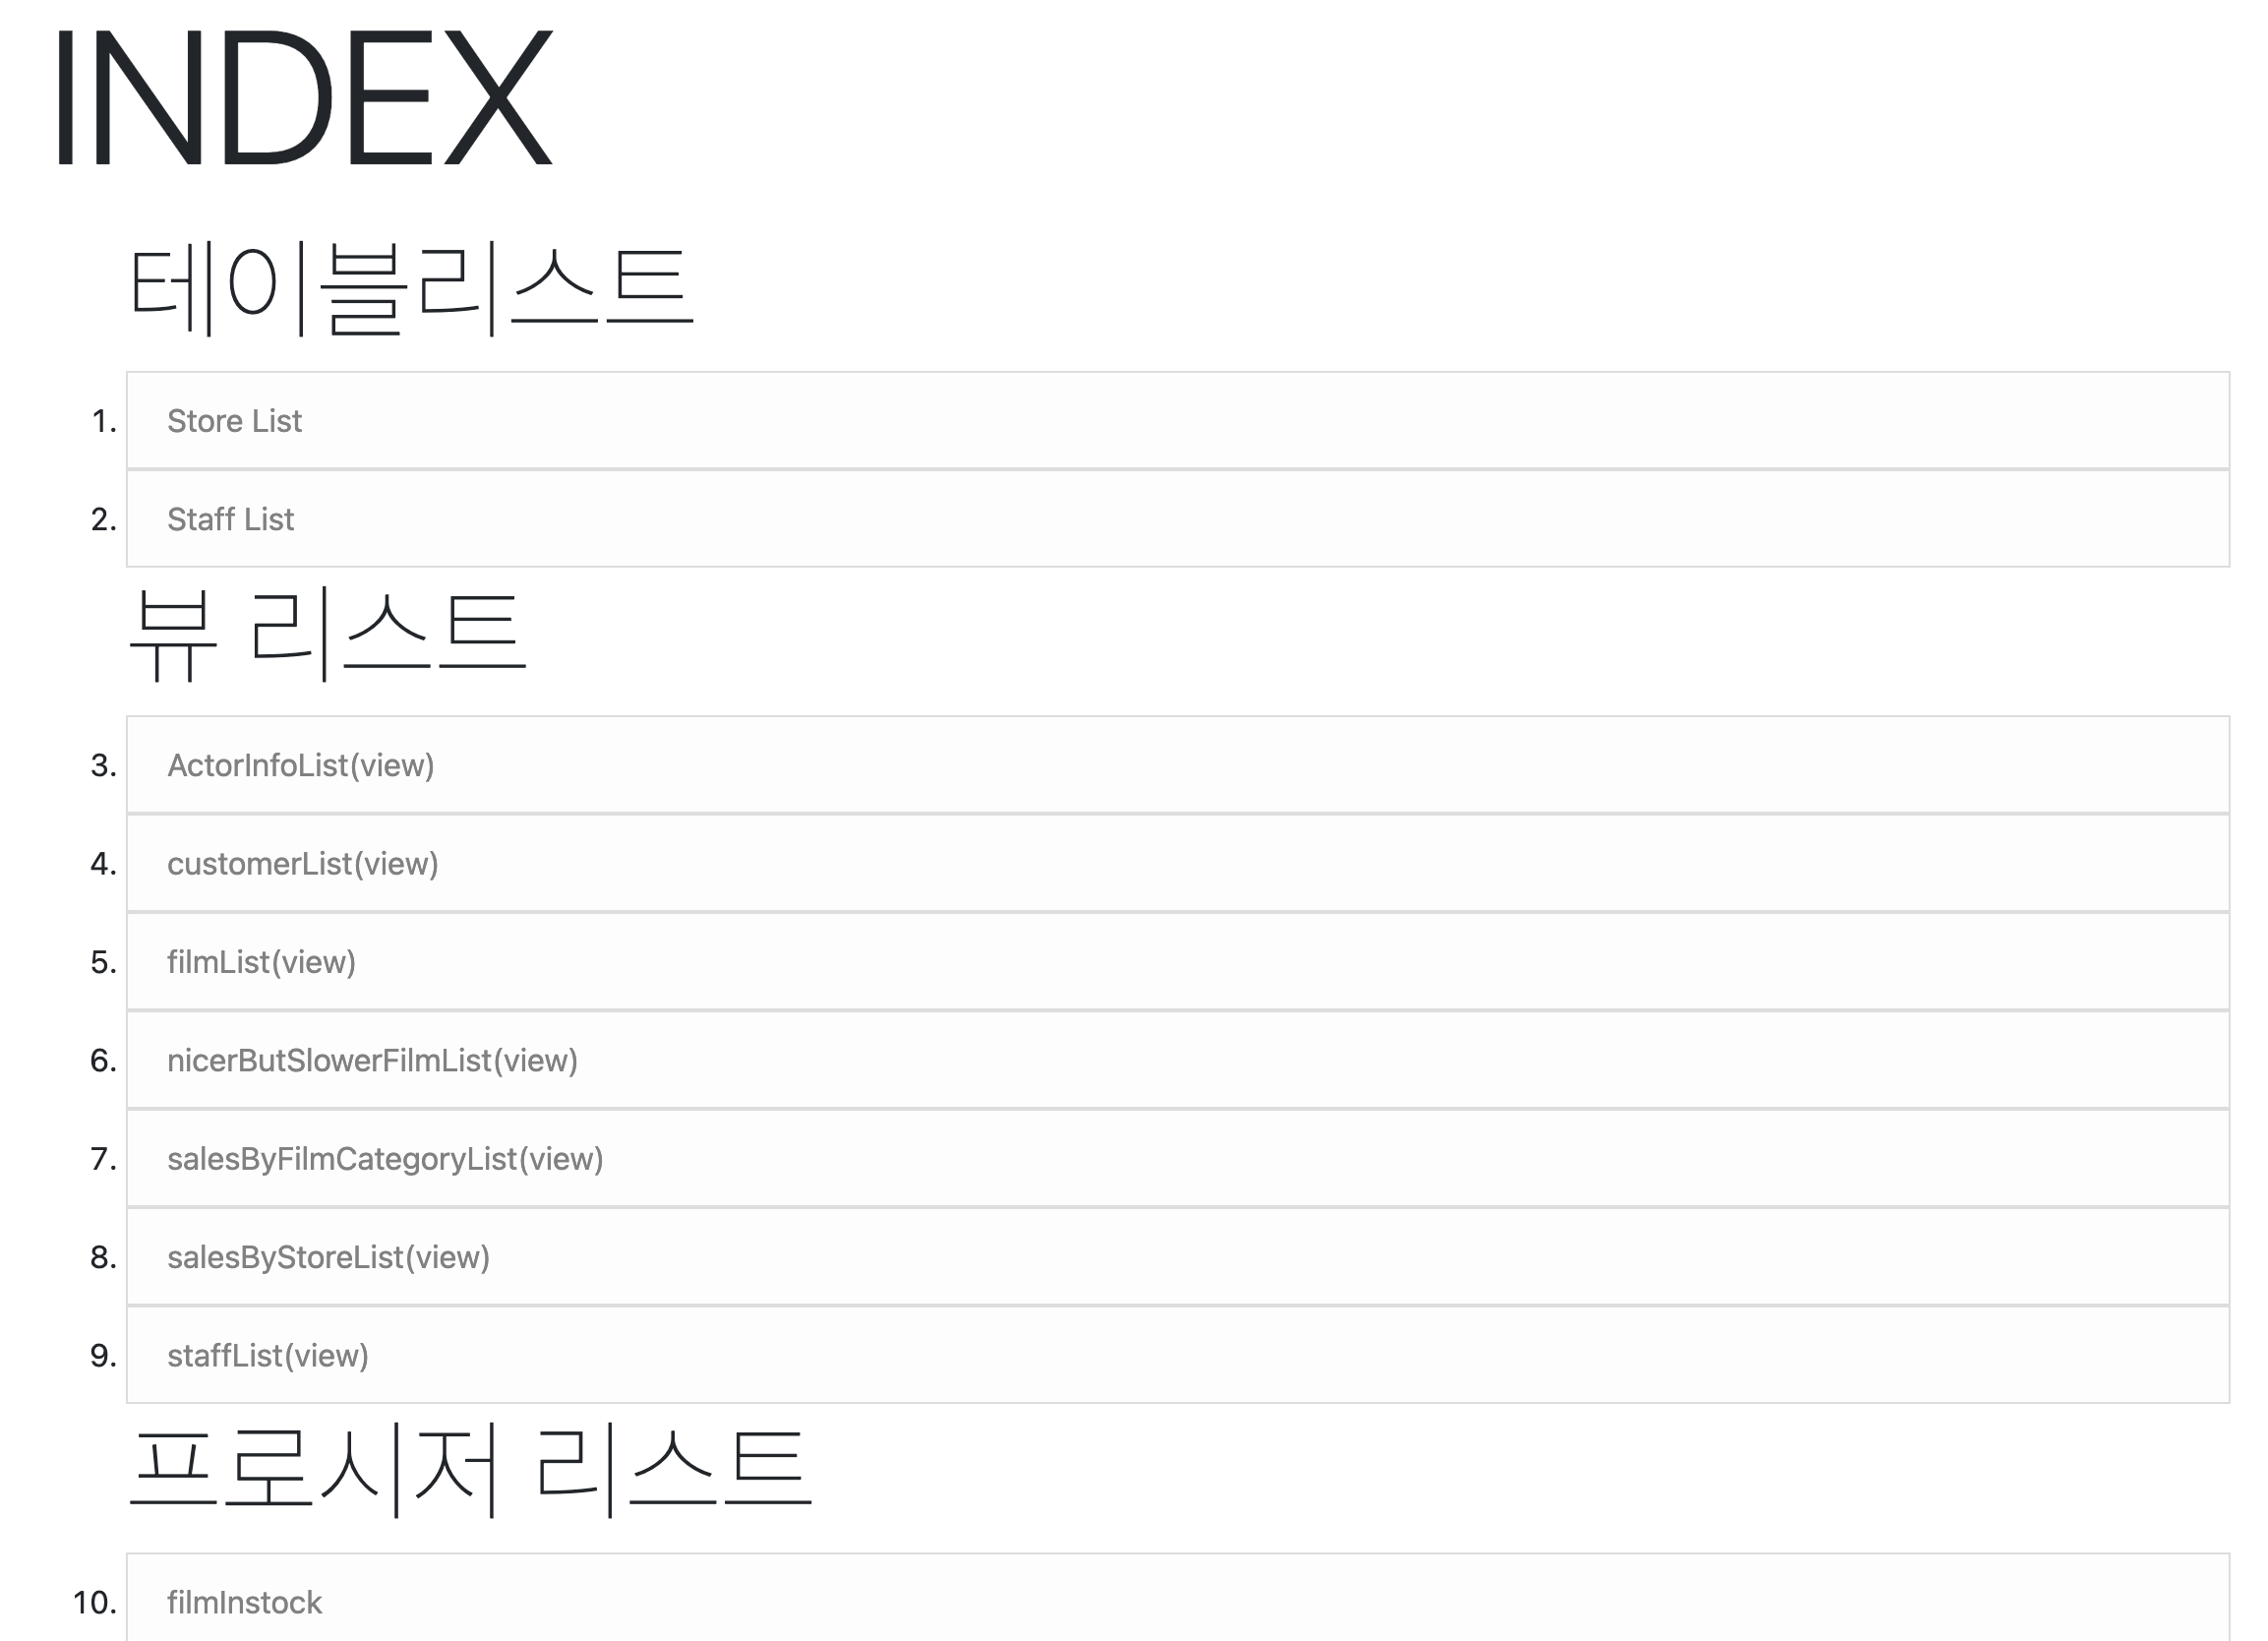 INDEX
테이블리스트
1. Store List
2. Staff List
뷰 리스트
3. ActorInfoList(view)
4. customerList(view)
5. filmList(view)
6. nicerButSlowerFilmList(view)
7. salesByFilmCategoryList(view)
8. salesByStoreList(view)
9. staffList(view)
프로시저 리스트
10. filmInstock